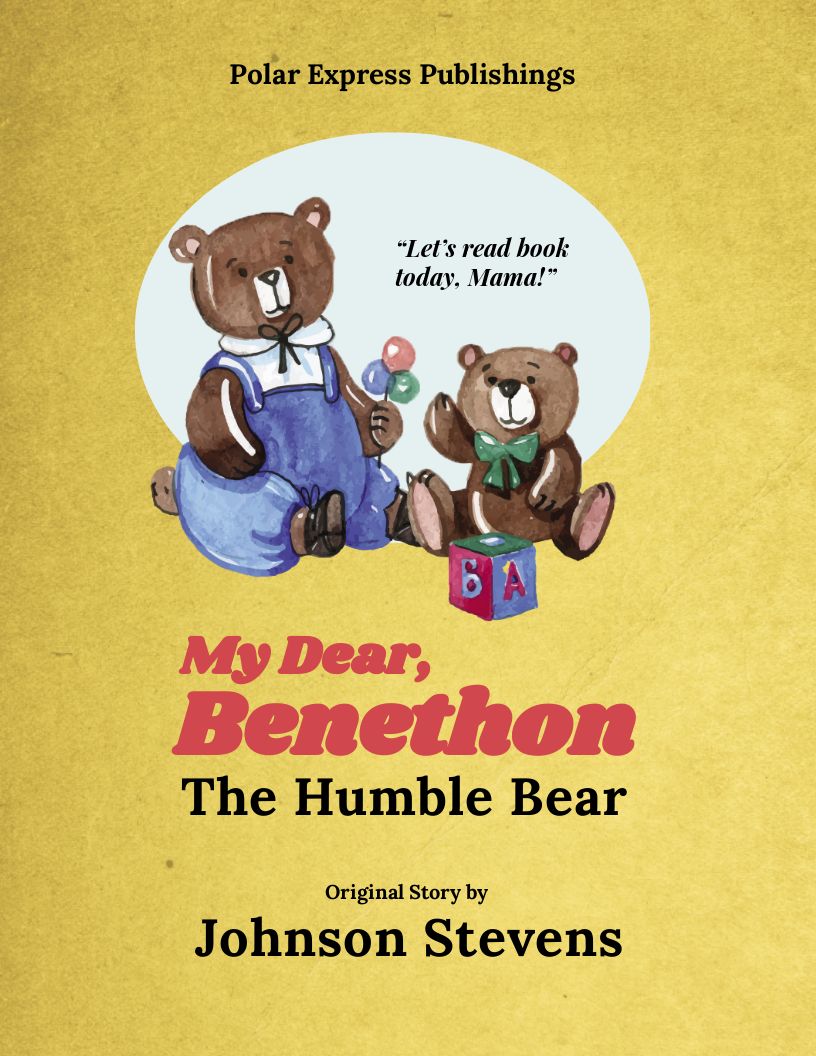 Polar Express Publishings
“Let’s read book
today, Mama!”
Б A
My Dear,
Benethon
The Humble Bear
Original Story by
Johnson Stevens